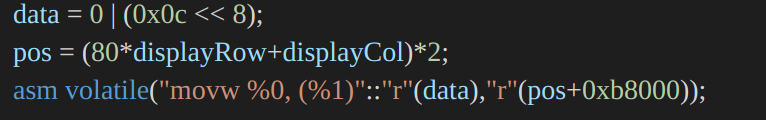 data = 0 | (0x0c << 8);
pos = (80*displayRow+displayCol)*2;
asm volatile("movw %0, (%1)"::"r"(data),"r"(pos+0xb8000));